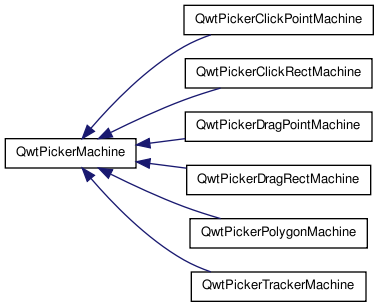 QwtPickerClickPointMachine
QwtPickerClickRectMachine
QwtPickerDragPointMachine
QwtPickerMachine
QwtPickerDragRectMachine
QwtPickerPolygonMachine
QwtPickerTrackerMachine